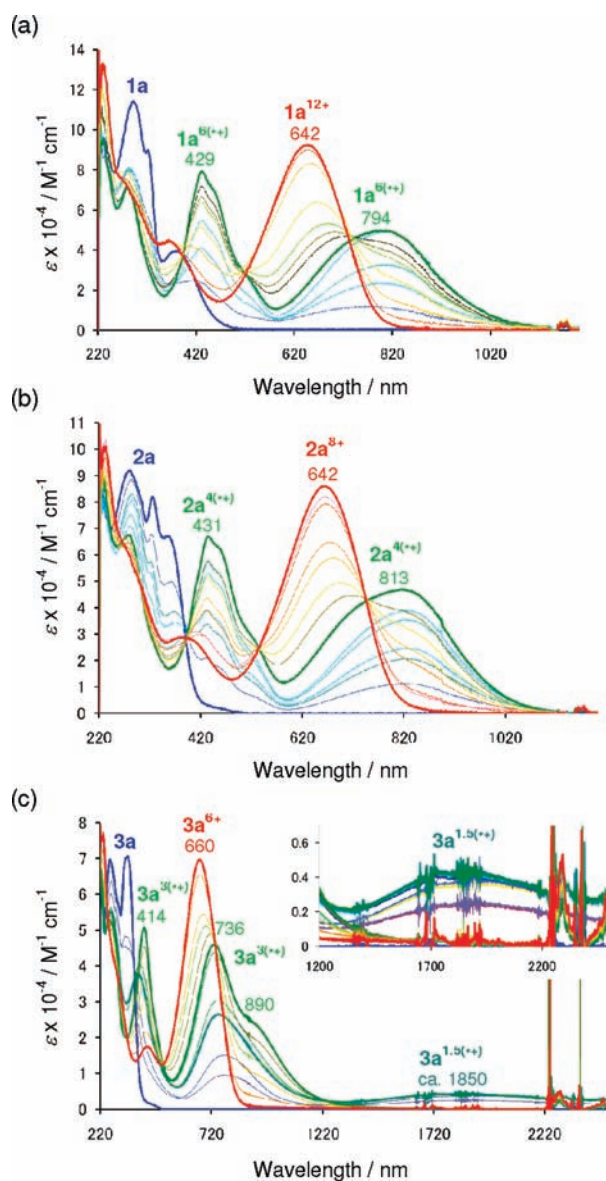 (a)
14
12
10
8
6
4
2
0
ε x 10⁻⁴ / M⁻¹ cm⁻¹
1a
1a⁶⁽•⁺⁾
429
1a¹²⁺
642
1a⁶⁽•⁺⁾
794
220 420 620 820 1020
Wavelength / nm
(b)
11
10
9
8
7
6
5
4
3
2
1
0
ε x 10⁻⁴ / M⁻¹ cm⁻¹
2a
2a⁴⁽•⁺⁾
431
2a⁸⁺
642
2a⁴⁽•⁺⁾
813
220 420 620 820 1020
Wavelength / nm
(c)
8
7
6
5
4
3
2
1
0
ε x 10⁻⁴ / M⁻¹ cm⁻¹
3a
3a³⁽•⁺⁾
414
3a⁶⁺
660
736
3a³⁽•⁺⁾
890
0.6
0.4
0.2
0
3a¹·⁵⁽•⁺⁾
1200 1700 2200
3a¹·⁵⁽•⁺⁾
ca. 1850
220 720 1220 1720 2220
Wavelength / nm